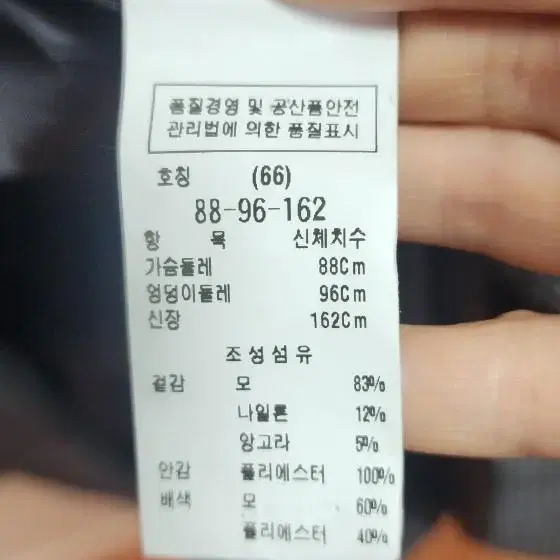 품질경영 및 공산품안전
관리법에 의한 품질표시
호칭 (66)
88-96-162
항 목 신체치수
가슴둘레 88Cm
엉덩이둘레 96Cm
신장 162Cm
조성섬유
겉감 모 83%
나일론 12%
앙고라 5%
안감 폴리에스터 100%
배색 모 60%
폴리에스터 40%